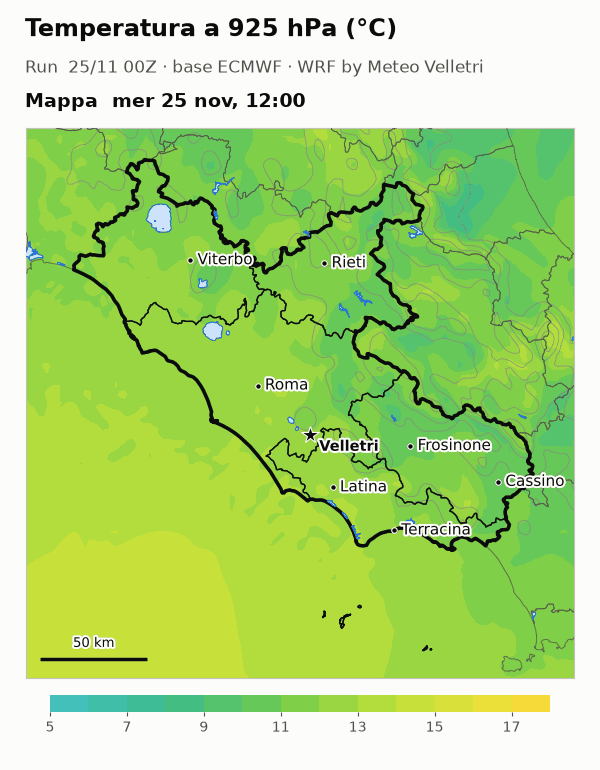 Temperatura a 925 hPa (°C)
Run  25/11 00Z · base ECMWF · WRF by Meteo Velletri
Mappa  mer 25 nov, 12:00
Viterbo
Rieti
Roma
Velletri
Frosinone
Latina
Cassino
Terracina
50 km
5 7 9 11 13 15 17